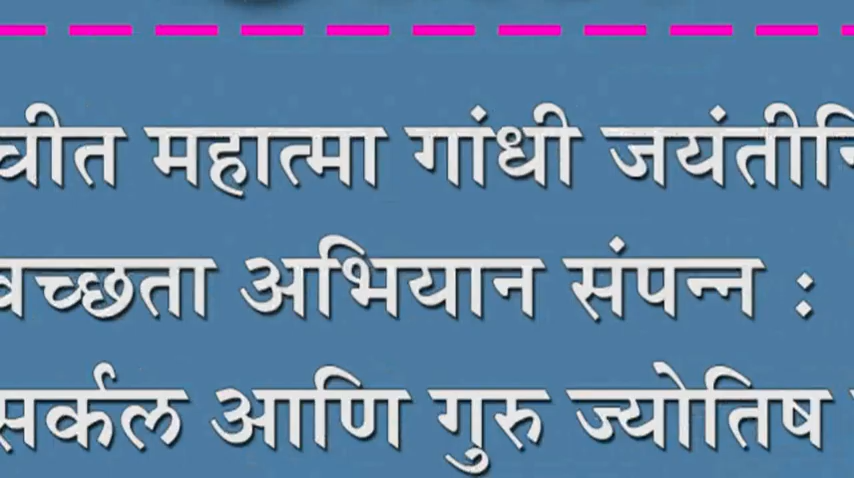 महात्मा गांधी
अभियान संपन्न :
आणि गुरु ज्योतिष